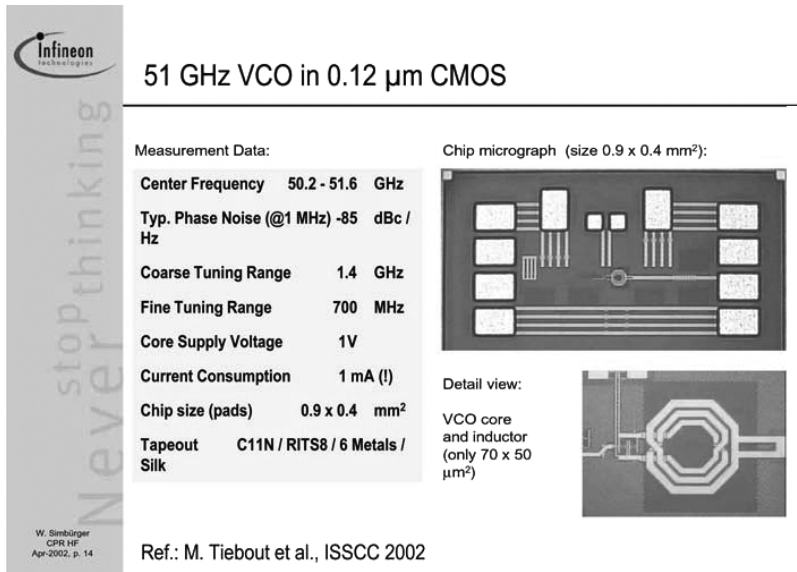 Infineon
technologies
51 GHz VCO in 0.12 µm CMOS
Never stop thinking
Measurement Data:
Center Frequency 50.2 - 51.6 GHz
Typ. Phase Noise (@1 MHz) -85 dBc /
Hz
Coarse Tuning Range 1.4 GHz
Fine Tuning Range 700 MHz
Core Supply Voltage 1V
Current Consumption 1 mA (!)
Chip size (pads) 0.9 x 0.4 mm²
Tapeout C11N / RITS8 / 6 Metals /
Silk
Chip micrograph (size 0.9 x 0.4 mm²):
Detail view:
VCO core
and inductor
(only 70 x 50
µm²)
W. Simbürger
CPR HF
Apr-2002, p. 14
Ref.: M. Tiebout et al., ISSCC 2002